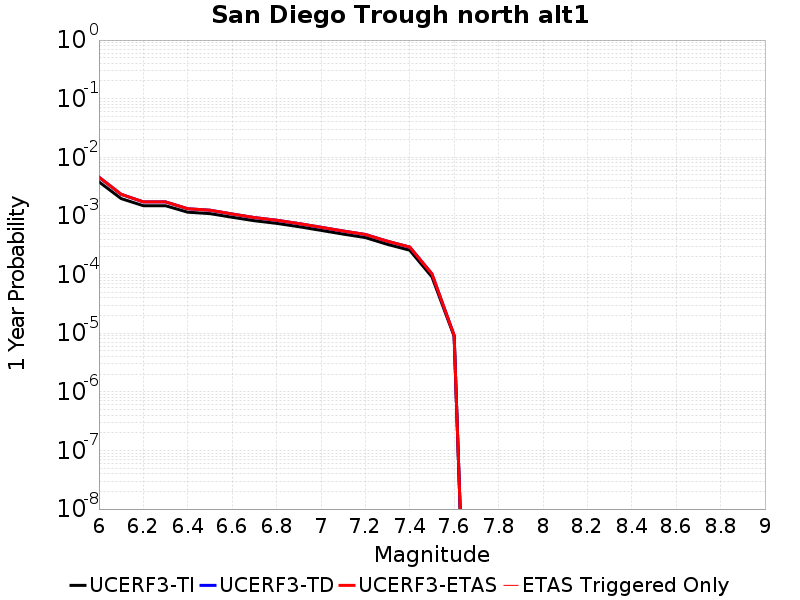 San Diego Trough north alt1
1 Year Probability
10^0
10^-1
10^-2
10^-3
10^-4
10^-5
10^-6
10^-7
10^-8
6 6.2 6.4 6.6 6.8 7 7.2 7.4 7.6 7.8 8 8.2 8.4 8.6 8.8 9
Magnitude
UCERF3-TI UCERF3-TD UCERF3-ETAS ETAS Triggered Only